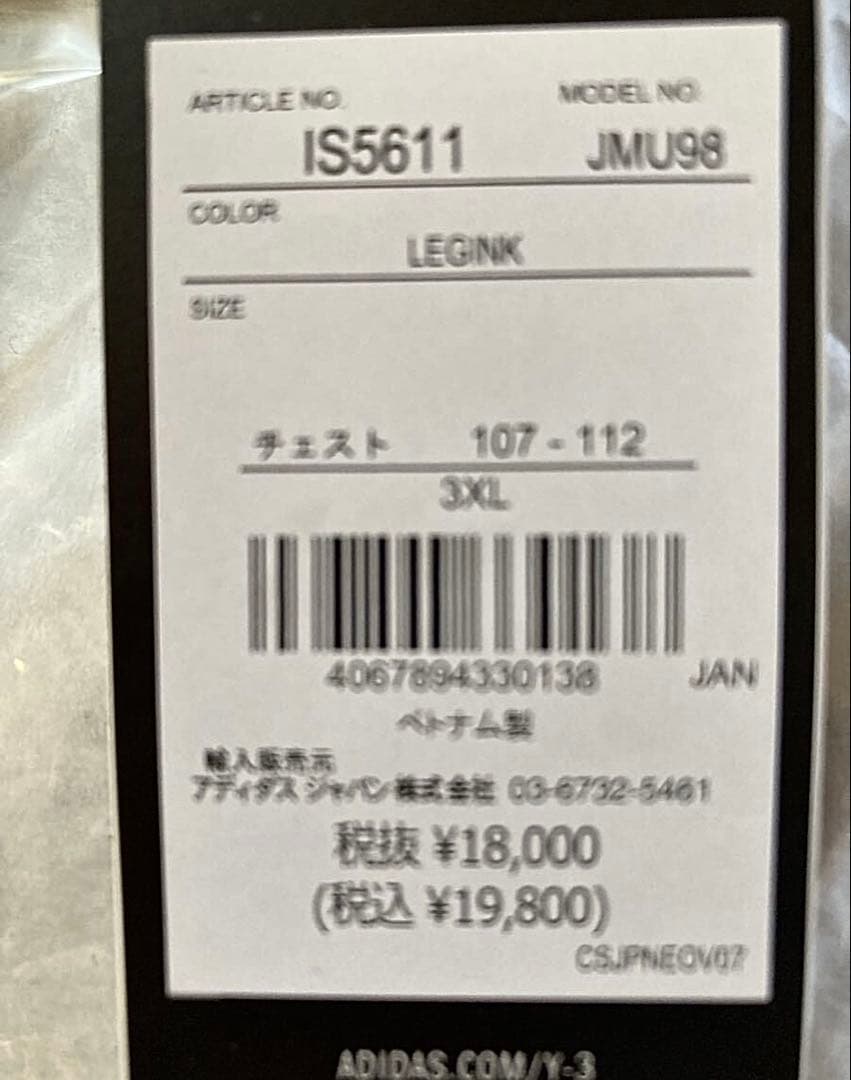 ARTICLE NO. MODEL NO.
IS5611 JMU98
COLOR
LEGINK
SIZE
チェスト 107 - 112
3XL
4067894330138 JAN
ベトナム製
輸入販売元
アディダス ジャパン株式会社 03-6732-5461
税抜 ¥18,000
(税込 ¥19,800)
CSJPNEOV07
ADIDAS.COM/Y-3